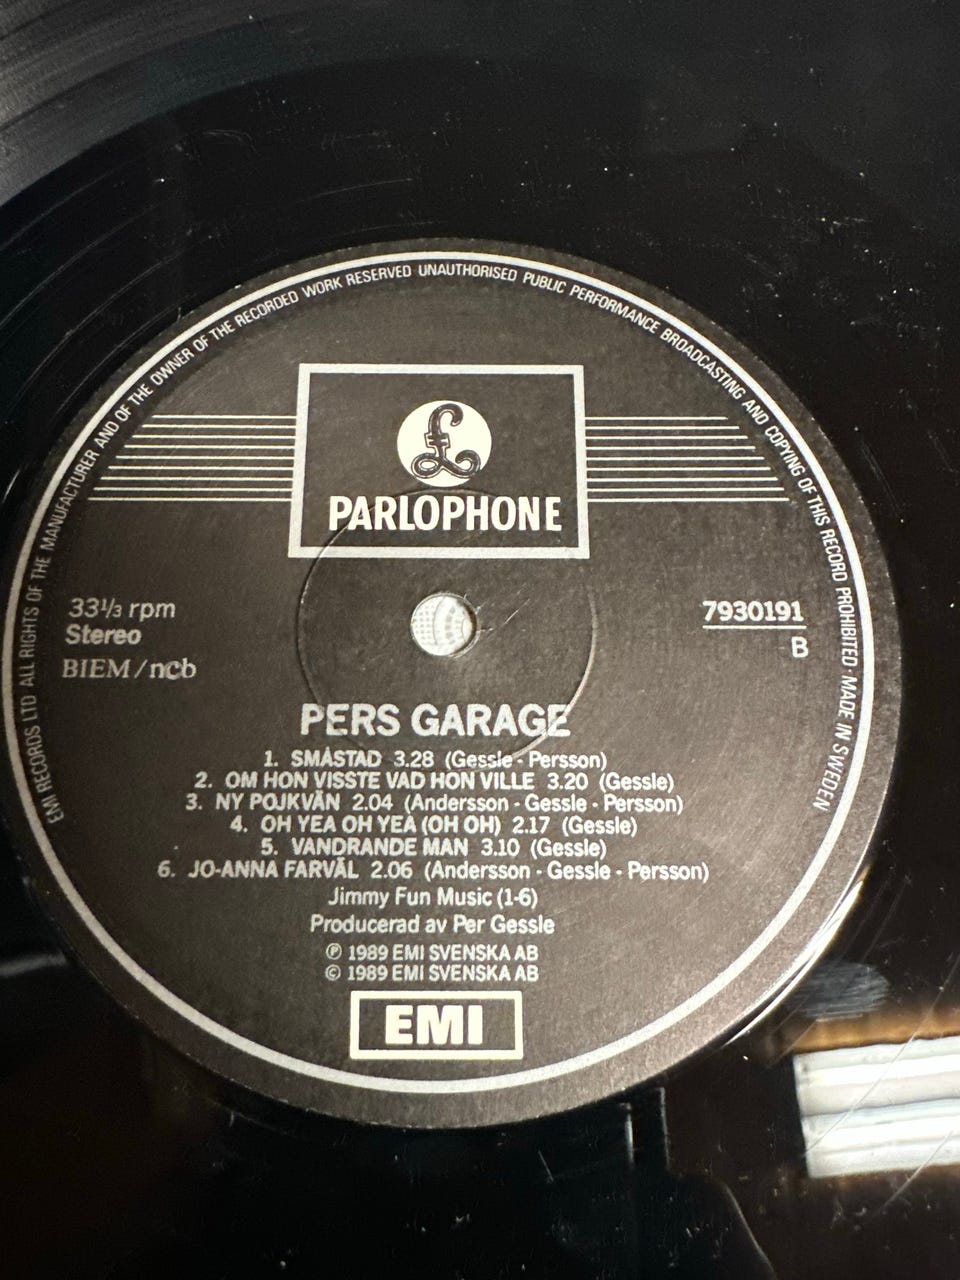 EMI RECORDS LTD ALL RIGHTS OF THE MANUFACTURER AND OF THE OWNER OF THE RECORDED WORK RESERVED UNAUTHORISED PUBLIC PERFORMANCE BROADCASTING AND COPYING OF THIS RECORD PROHIBITED · MADE IN SWEDEN
£
PARLOPHONE
33⅓ rpm
Stereo
BIEM/ncb
7930191
B
PERS GARAGE
1. SMÅSTAD 3.28 (Gessle - Persson)
2. OM HON VISSTE VAD HON VILLE 3.20 (Gessle)
3. NY POJKVÄN 2.04 (Andersson - Gessle - Persson)
4. OH YEA OH YEA (OH OH) 2.17 (Gessle)
5. VANDRANDE MAN 3.10 (Gessle)
6. JO-ANNA FARVÄL 2.06 (Andersson - Gessle - Persson)
Jimmy Fun Music (1-6)
Producerad av Per Gessle
℗ 1989 EMI SVENSKA AB
© 1989 EMI SVENSKA AB
EMI